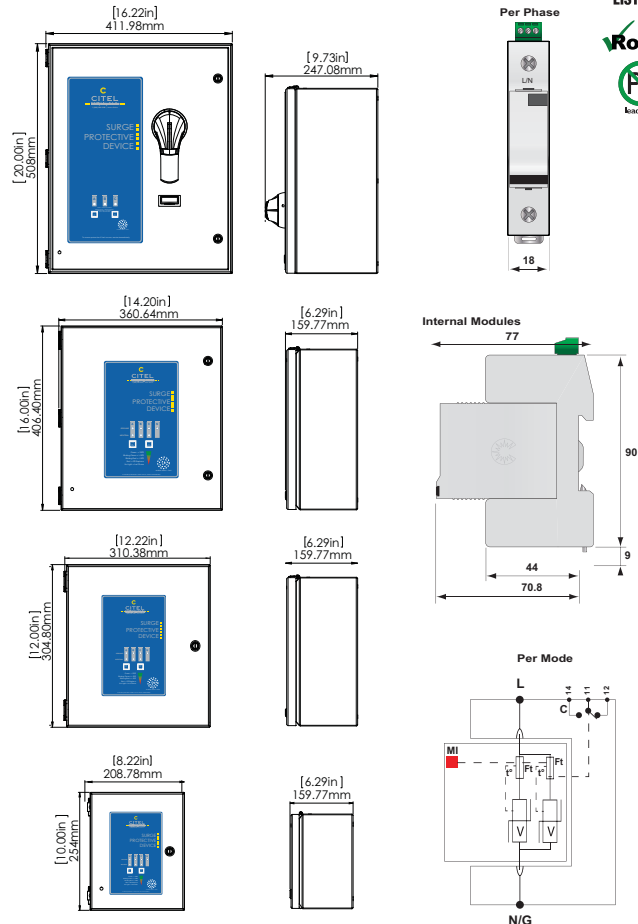 [16.22in]
411.98mm
[20.00in]
508mm
C
CITEL
SURGE
PROTECTIVE
DEVICE
[9.73in]
247.08mm
Per Phase
L/N
18
LIST
Ro
P
lead
[14.20in]
360.64mm
[16.00in]
406.40mm
C
CITEL
SURGE
PROTECTIVE
DEVICE
[6.29in]
159.77mm
Internal Modules
77
90
9
44
70.8
[12.22in]
310.38mm
[12.00in]
304.80mm
C
CITEL
SURGE
PROTECTIVE
DEVICE
[6.29in]
159.77mm
[8.22in]
208.78mm
[10.00in]
254mm
C
CITEL
SURGE
PROTECTIVE
DEVICE
[6.29in]
159.77mm
Per Mode
L
14
11
12
C
MI
t° Ft t° Ft
V V
N/G